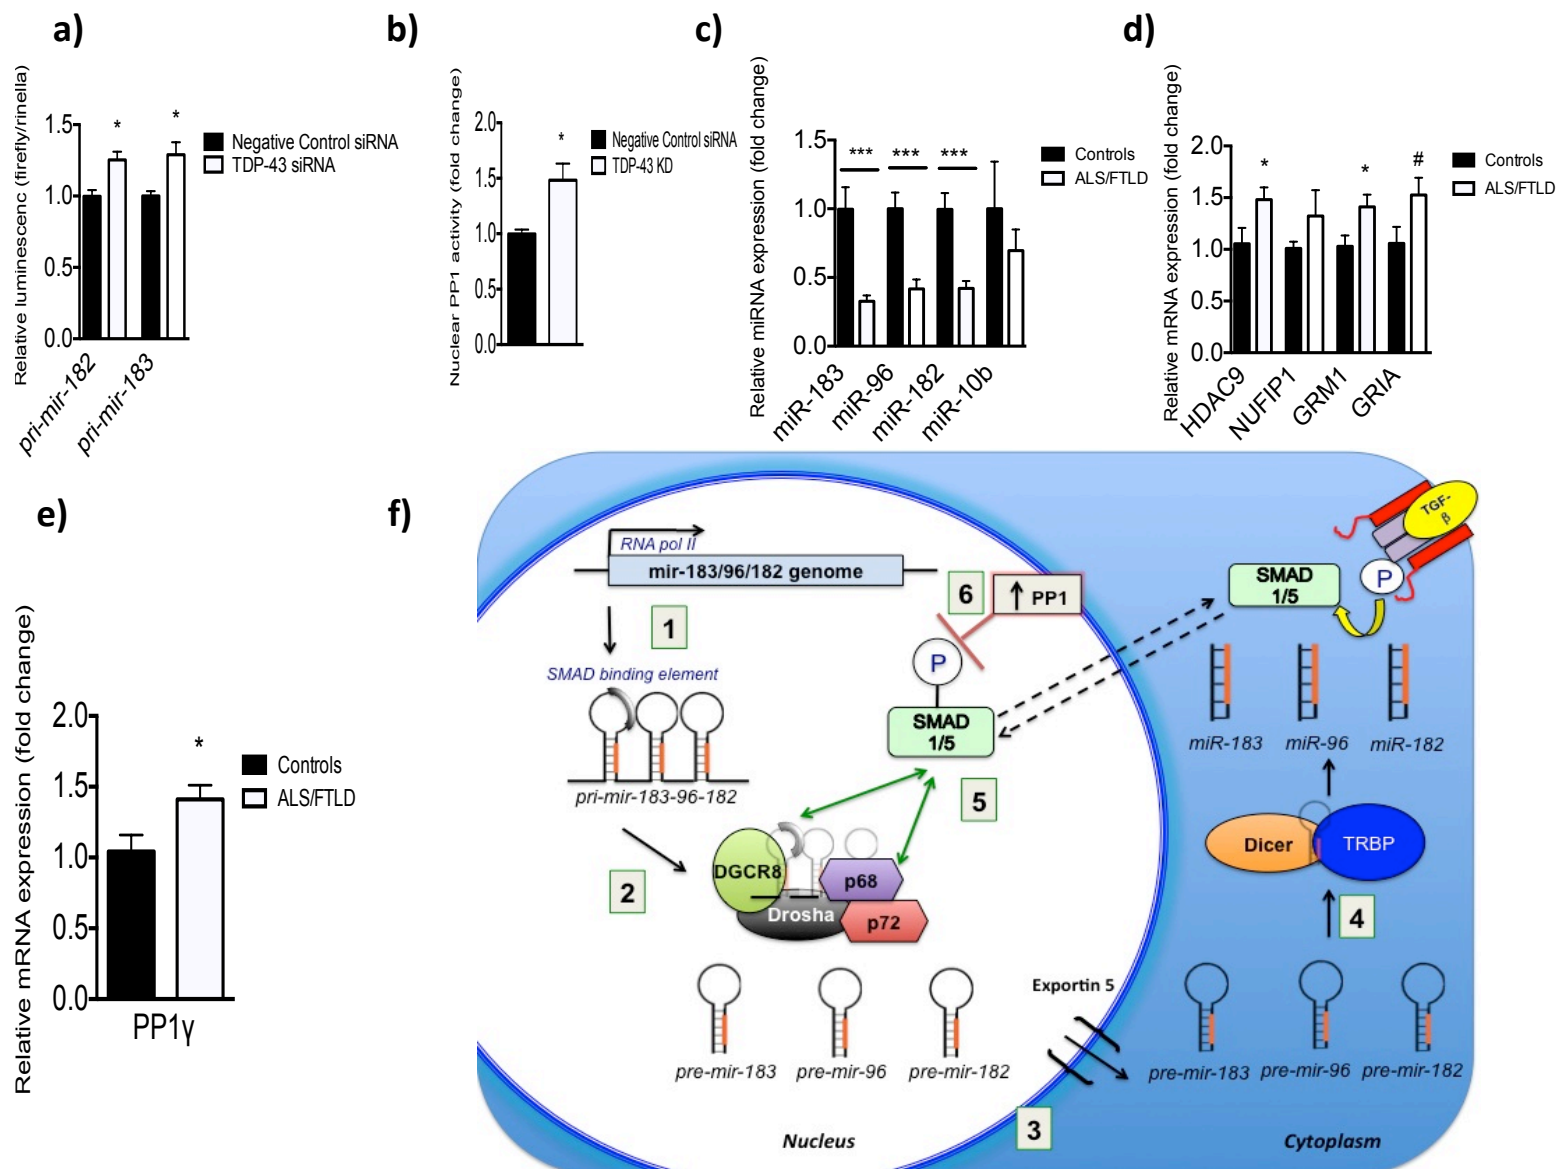 a)
Relative luminescenc (firefly/rinella)
1.5
1.0
0.5
0.0
*
*
pri-mir-182
pri-mir-183
Negative Control siRNA
TDP-43 siRNA
b)
Nuclear PP1 activity (fold change)
2.0
1.5
1.0
0.5
0.0
*
Negative Control siRNA
TDP-43 KD
c)
Relative miRNA expression (fold change)
1.5
1.0
0.5
0.0
***
***
***
miR-183
miR-96
miR-182
miR-10b
Controls
ALS/FTLD
d)
Relative mRNA expression (fold change)
2.0
1.5
1.0
0.5
0.0
*
*
#
HDAC9
NUFIP1
GRM1
GRIA
Controls
ALS/FTLD
e)
Relative mRNA expression (fold change)
2.0
1.5
1.0
0.5
0.0
*
PP1γ
Controls
ALS/FTLD
f)
RNA pol II
mir-183/96/182 genome
1
SMAD binding element
pri-mir-183-96-182
2
DGCR8
Drosha
p68
p72
pre-mir-183
pre-mir-96
pre-mir-182
Nucleus
6
PP1
P
SMAD
1/5
5
Exportin 5
3
TGF-
β
P
SMAD
1/5
miR-183
miR-96
miR-182
Dicer
TRBP
4
pre-mir-183
pre-mir-96
pre-mir-182
Cytoplasm